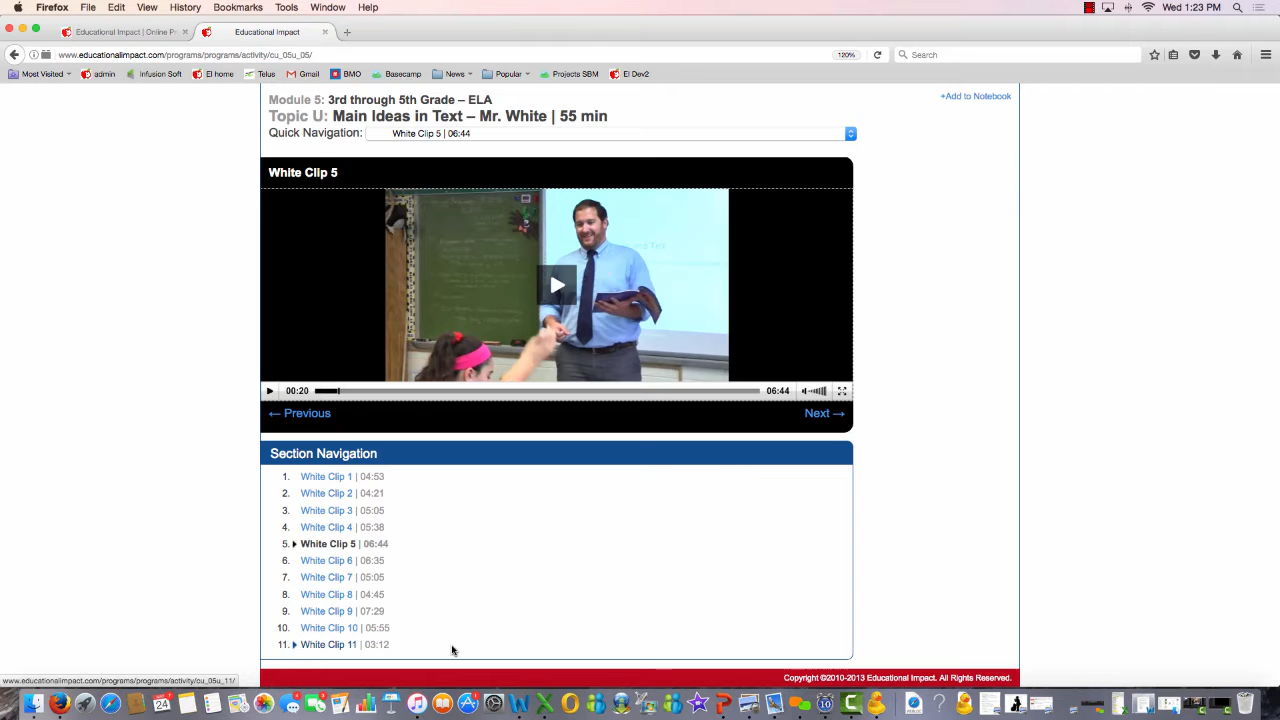 Firefox File Edit View History Bookmarks Tools Window Help Wed 1:23 PM
Educational Impact | Online P Educational Impact
www.educationalimpact.com/programs/programs/activity/cu_05u_05/ 120% Search
Most Visited admin Infusion Soft EI home Telus Gmail BMO Basecamp News Popular Projects SBM EI Dev2
+Add to Notebook
Module 5: 3rd through 5th Grade – ELA
Topic U: Main Ideas in Text – Mr. White | 55 min
Quick Navigation: White Clip 5 | 06:44
White Clip 5
00:20 06:44
← Previous Next →
Section Navigation
1. White Clip 1 | 04:53
2. White Clip 2 | 04:21
3. White Clip 3 | 05:05
4. White Clip 4 | 05:38
5. White Clip 5 | 06:44
6. White Clip 6 | 06:35
7. White Clip 7 | 05:05
8. White Clip 8 | 04:45
9. White Clip 9 | 07:29
10. White Clip 10 | 05:55
11. White Clip 11 | 03:12
www.educationalimpact.com/programs/programs/activity/cu_05u_11/
Copyright ©2010-2013 Educational Impact. All Rights Reserved.